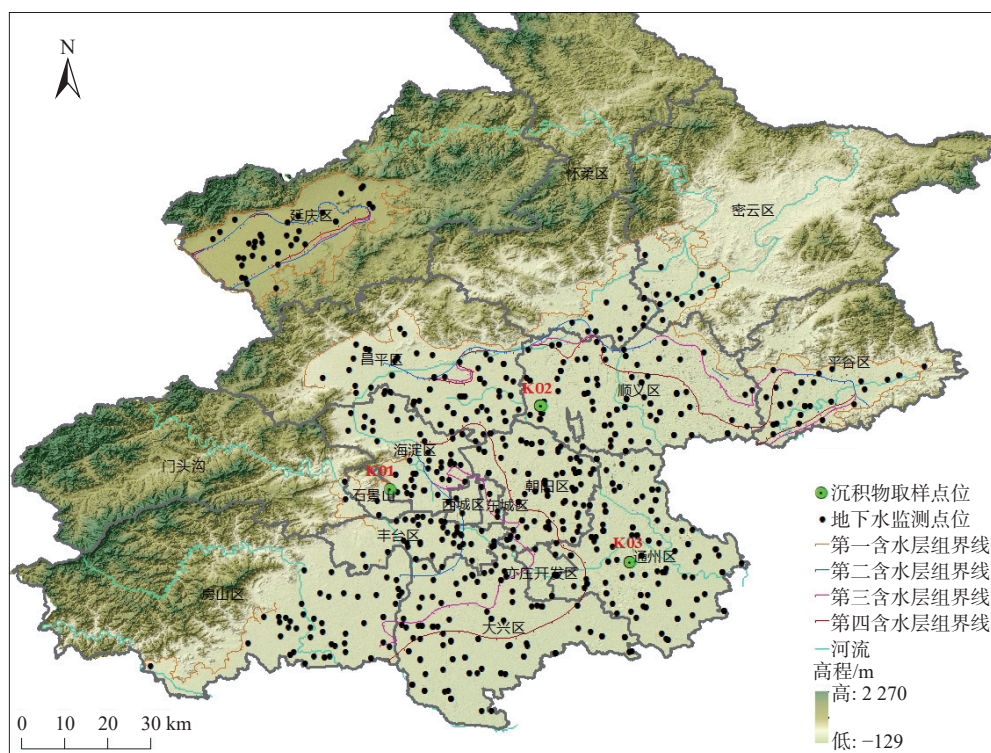 N
怀柔区
密云区
延庆区
昌平区
平谷区
K02
顺义区
海淀区
门头沟
K01
石景山
朝阳区
西城区
东城区
丰台区
K03
通州区
亦庄开发区
房山区
大兴区
沉积物取样点位
地下水监测点位
第一含水层组界线
第二含水层组界线
第三含水层组界线
第四含水层组界线
河流
高程/m
高: 2 270
低: −129
0 10 20 30 km